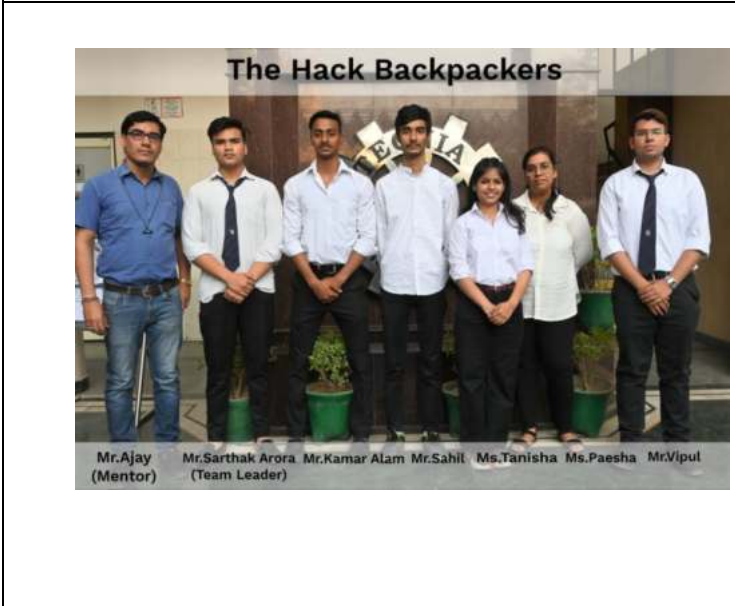 The Hack Backpackers
EDIA
Mr.Ajay Mr.Sarthak Arora Mr.Kamar Alam Mr.Sahil Ms.Tanisha Ms.Paesha Mr.Vipul
(Mentor) (Team Leader)